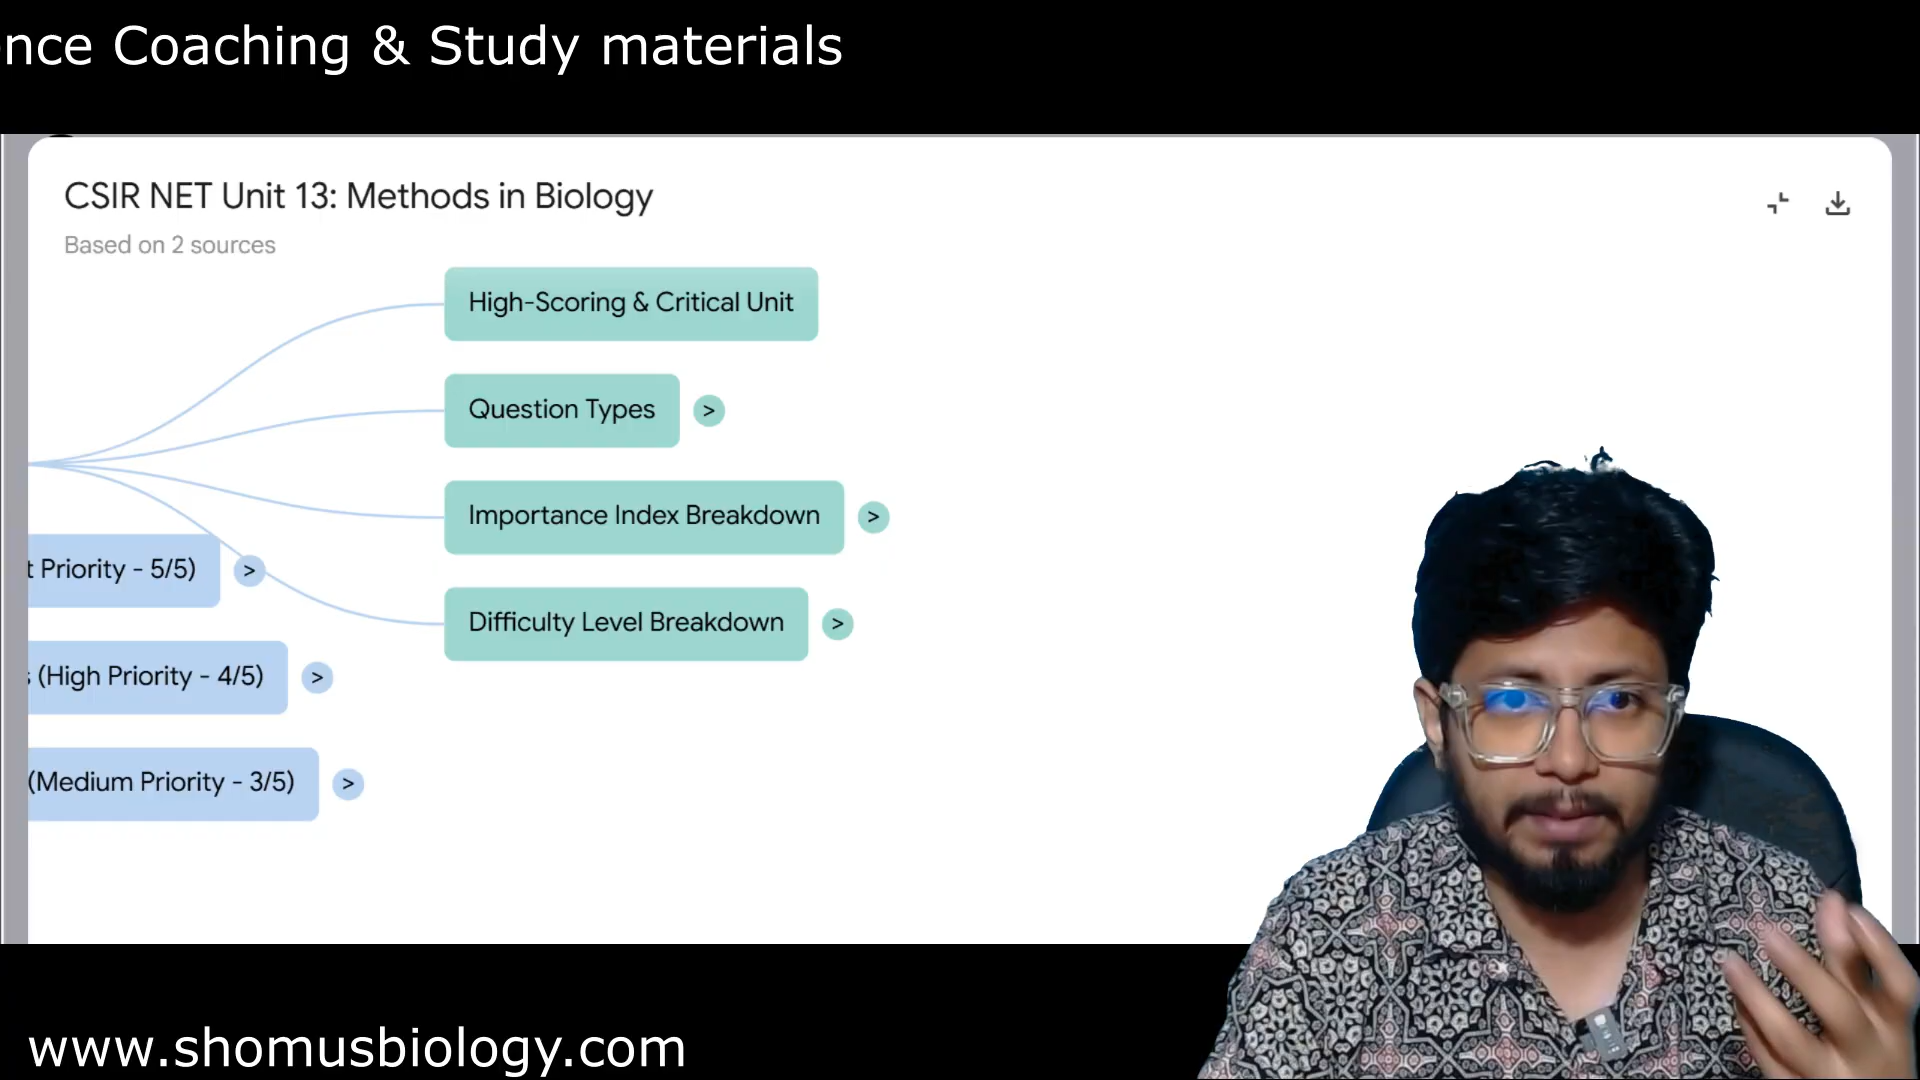 nce Coaching & Study materials
CSIR NET Unit 13: Methods in Biology
Based on 2 sources
High-Scoring & Critical Unit
Question Types >
Importance Index Breakdown >
t Priority - 5/5) >
Difficulty Level Breakdown >
(High Priority - 4/5) >
(Medium Priority - 3/5) >
www.shomusbiology.com